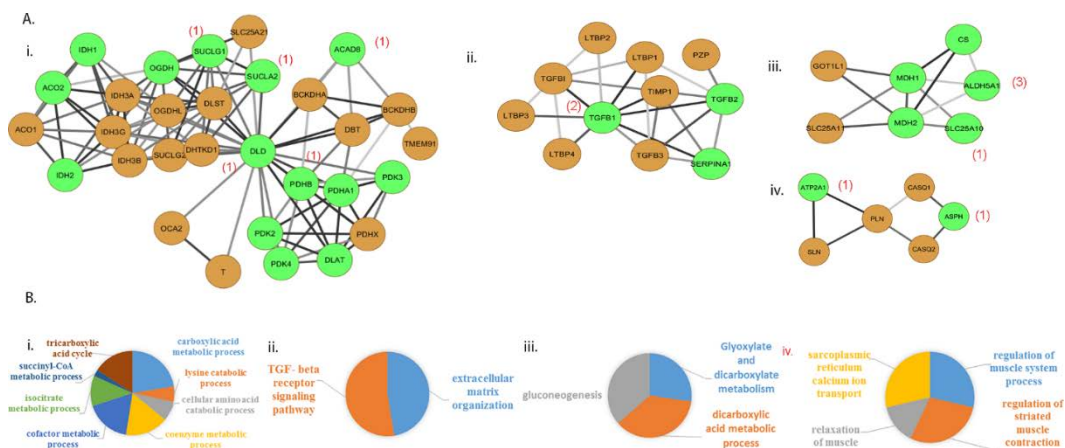 A.
i.
IDH1
(1)
SUCLG1
SLC25A21
(1)
ACAD8
(1)
OGDH
SUCLA2
ACO2
IDH3A
OGDHL
DLST
BCKDHA
BCKDHB
ACO1
IDH3G
DBT
TMEM91
IDH3B
SUCLG2
DHTKD1
DLD
(1)
(1)
IDH2
PDHB
PDHA1
PDK3
OCA2
PDK2
PDHX
T
PDK4
DLAT
ii.
LTBP2
LTBP1
PZP
TGFBI
TIMP1
(2)
TGFB1
TGFB2
LTBP3
LTBP4
TGFB3
SERPINA1
iii.
CS
GOT1L1
MDH1
ALDH5A1
(3)
SLC25A11
MDH2
SLC25A10
(1)
iv.
ATP2A1
(1)
CASQ1
PLN
ASPH
(1)
SLN
CASQ2
B.
i.
tricarboxylic
acid cycle
succinyl-CoA
metabolic process
isocitrate
metabolic process
cofactor metabolic
process
carboxylic acid
metabolic process
lysine catabolic
process
cellular amino acid
catabolic process
coenzyme metabolic
process
ii.
TGF- beta
receptor
signaling
pathway
extracellular
matrix
organization
iii.
gluconeogenesis
Glyoxylate and
dicarboxylate
metabolism
dicarboxylic acid
metabolic process
iv.
sarcoplasmic
reticulum
calcium ion
transport
relaxation of
muscle
regulation of
muscle system
process
regulation of
striated
muscle
contraction